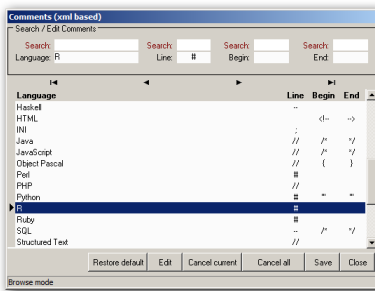 Comments (xml based)
Search / Edit Comments
Search: Search: Search: Search:
Language: R Line: # Begin: End:
Language Line Begin End
Haskell --
HTML <!-- -->
INI ;
Java // /* */
JavaScript // /* */
Object Pascal // { }
Perl #
PHP //
Python #
R #
Ruby #
SQL -- /* */
Structured Text //
Restore default Edit Cancel current Cancel all Save Close
Browse mode